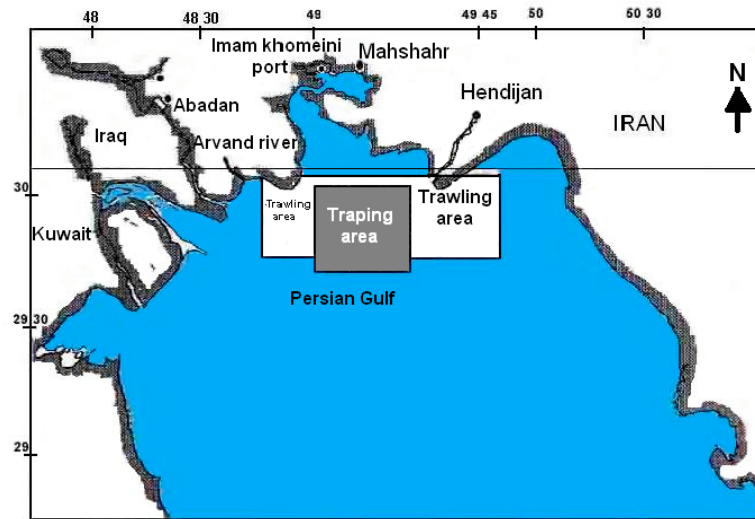 48
48 30
49
49 45
50
50 30
Imam khomeini
port
Mahshahr
N
Hendijan
Abadan
IRAN
Iraq
Arvand river
30
Trawling
area
Traping
area
Trawling
area
Kuwait
Persian Gulf
29 30
29